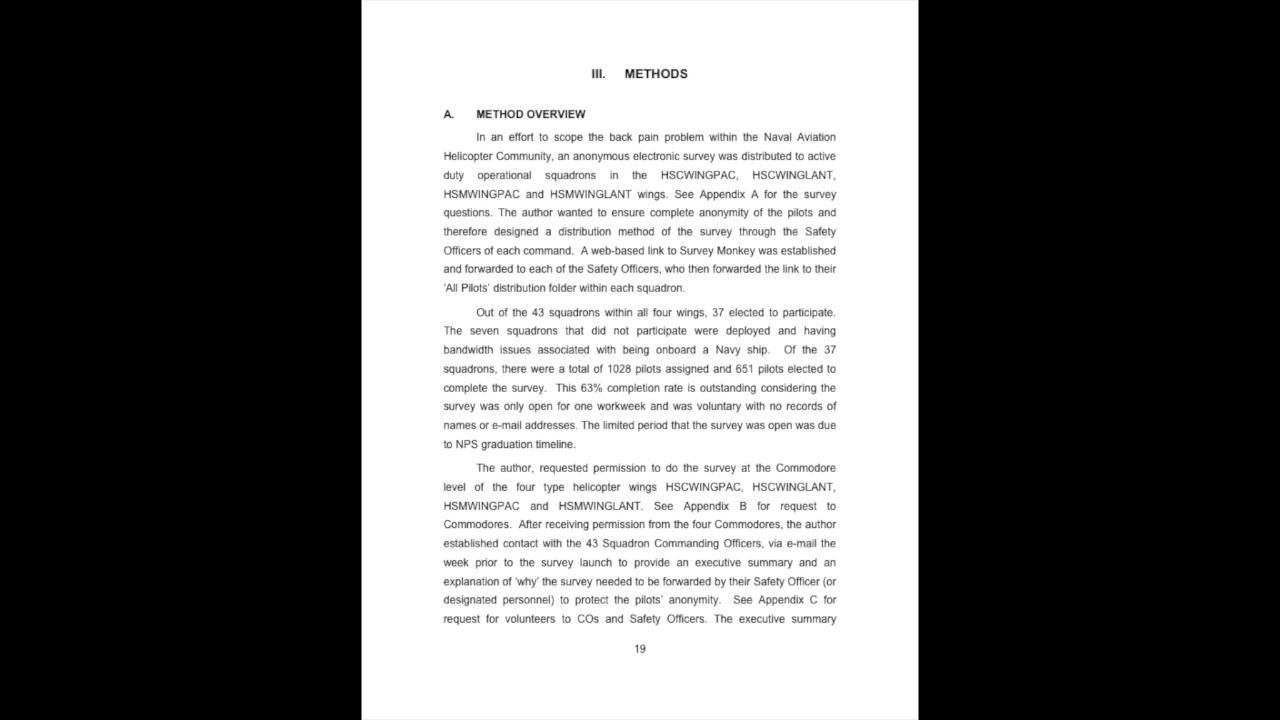 III. METHODS
A. METHOD OVERVIEW
In an effort to scope the back pain problem within the Naval Aviation
Helicopter Community, an anonymous electronic survey was distributed to active
duty operational squadrons in the HSCWINGPAC, HSCWINGLANT,
HSMWINGPAC and HSMWINGLANT wings. See Appendix A for the survey
questions. The author wanted to ensure complete anonymity of the pilots and
therefore designed a distribution method of the survey through the Safety
Officers of each command. A web-based link to Survey Monkey was established
and forwarded to each of the Safety Officers, who then forwarded the link to their
‘All Pilots’ distribution folder within each squadron.
Out of the 43 squadrons within all four wings, 37 elected to participate.
The seven squadrons that did not participate were deployed and having
bandwidth issues associated with being onboard a Navy ship. Of the 37
squadrons, there were a total of 1028 pilots assigned and 651 pilots elected to
complete the survey. This 63% completion rate is outstanding considering the
survey was only open for one workweek and was voluntary with no records of
names or e-mail addresses. The limited period that the survey was open was due
to NPS graduation timeline.
The author, requested permission to do the survey at the Commodore
level of the four type helicopter wings HSCWINGPAC, HSCWINGLANT,
HSMWINGPAC and HSMWINGLANT. See Appendix B for request to
Commodores. After receiving permission from the four Commodores, the author
established contact with the 43 Squadron Commanding Officers, via e-mail the
week prior to the survey launch to provide an executive summary and an
explanation of ‘why’ the survey needed to be forwarded by their Safety Officer (or
designated personnel) to protect the pilots’ anonymity. See Appendix C for
request for volunteers to COs and Safety Officers. The executive summary
19